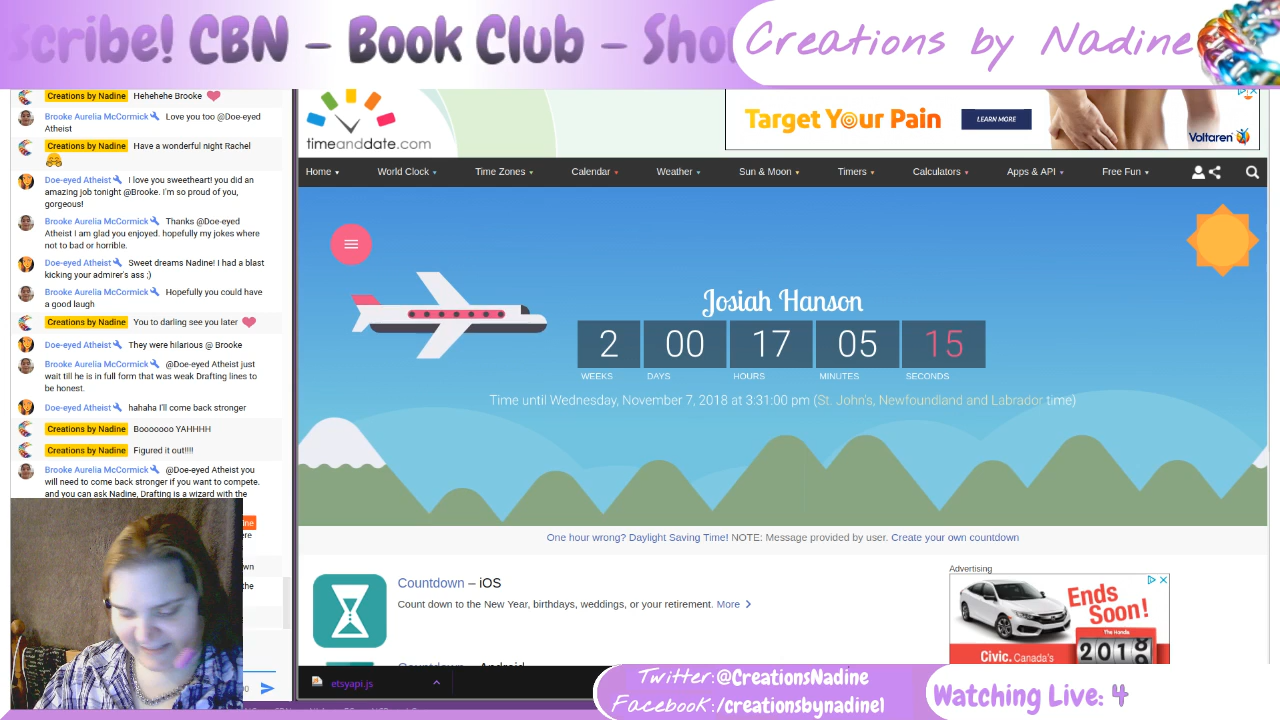 scribe! CBN - Book Club - Sho
Creations by Nadine
Creations by Nadine Hehehehe Brooke
Brooke Aurelia McCormick Love you too @Doe-eyed
Atheist
Creations by Nadine Have a wonderful night Rachel
Doe-eyed Atheist I love you sweetheart! you did an
amazing job tonight @Brooke. I'm so proud of you,
gorgeous!
Brooke Aurelia McCormick Thanks @Doe-eyed
Atheist I am glad you enjoyed. hopefully my jokes where
not to bad or horrible.
Doe-eyed Atheist Sweet dreams Nadine! I had a blast
kicking your admirer's ass ;)
Brooke Aurelia McCormick Hopefully you could have
a good laugh
Creations by Nadine You to darling see you later
Doe-eyed Atheist They were hilarious @ Brooke
Brooke Aurelia McCormick @Doe-eyed Atheist just
wait till he is in full form that was weak Drafting lines to
be honest.
Doe-eyed Atheist hahaha I'll come back stronger
Creations by Nadine Booooooo YAHHHH
Creations by Nadine Figured it out!!!!
Brooke Aurelia McCormick @Doe-eyed Atheist you
will need to come back stronger if you want to compete.
and you can ask Nadine, Drafting is a wizard with the
ine
ere
wn
the
00
timeanddate.com
Target Your Pain
LEARN MORE
Voltaren
Home
World Clock
Time Zones
Calendar
Weather
Sun & Moon
Timers
Calculators
Apps & API
Free Fun
Josiah Hanson
2 00 17 05 15
WEEKS DAYS HOURS MINUTES SECONDS
Time until Wednesday, November 7, 2018 at 3:31:00 pm (St. John's, Newfoundland and Labrador time)
One hour wrong? Daylight Saving Time! NOTE: Message provided by user. Create your own countdown
Countdown – iOS
Count down to the New Year, birthdays, weddings, or your retirement. More
Countdown – Android
Advertising
Ends
Soon!
The Honda
2018
Civic. Canada's
etsyapi.js
Twitter:@CreationsNadine
Facebook:/creationsbynadine1
Watching Live: 4